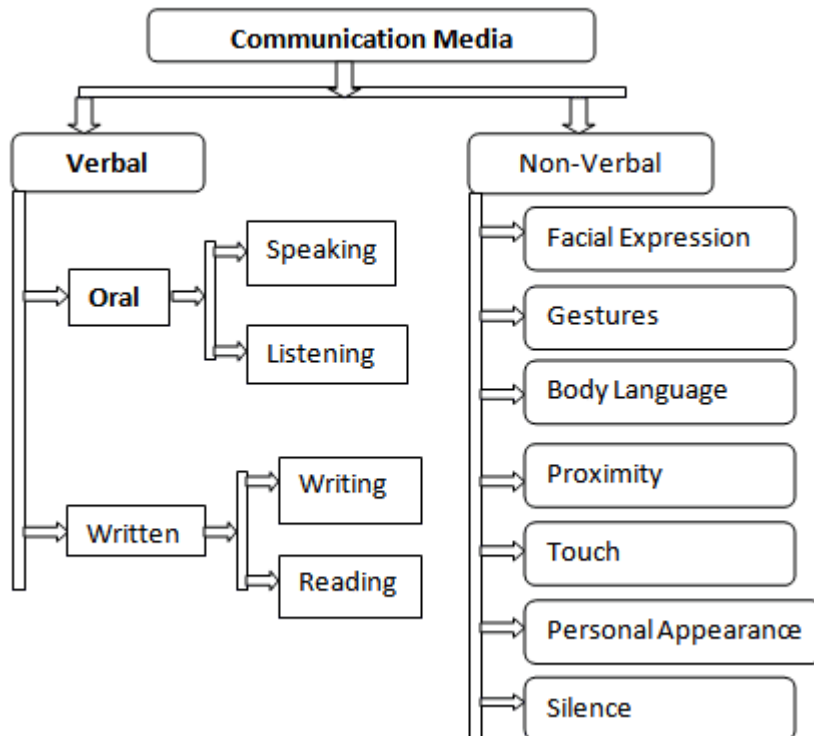 Communication Media
Verbal
Non-Verbal
Oral
Speaking
Listening
Written
Writing
Reading
Facial Expression
Gestures
Body Language
Proximity
Touch
Personal Appearance
Silence